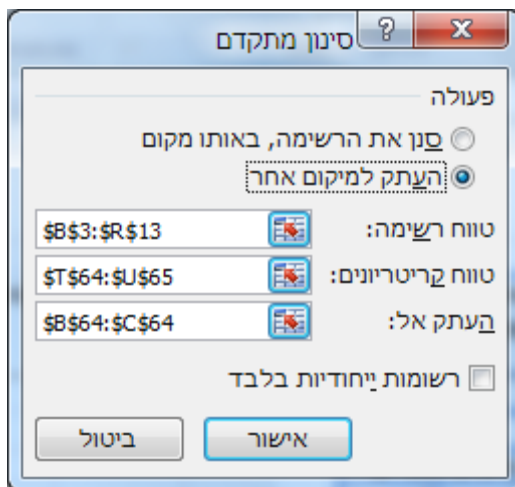 סינון מתקדם
פעולה
סנן את הרשימה, באותו מקום
העתק למיקום אחר
טווח רשימה: $B$3:$R$13
טווח קריטריונים: $T$64:$U$65
העתק אל: $B$64:$C$64
רשומות ייחודיות בלבד
אישור ביטול